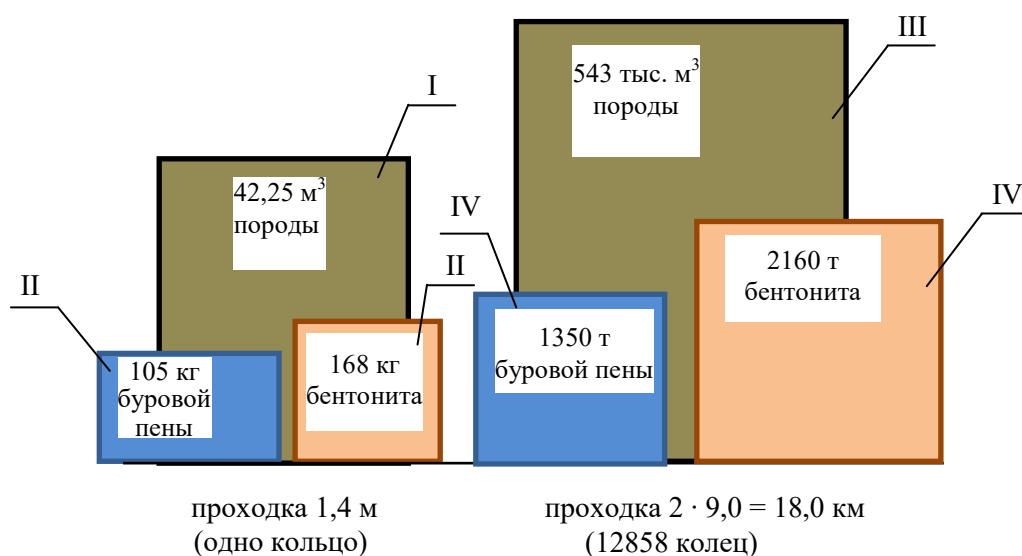 III
543 тыс. м³
породы
I
42,25 м³
породы
IV
IV
2160 т
бентонита
II
II
1350 т
буровой пены
105 кг
буровой
пены
168 кг
бентонита
проходка 1,4 м
(одно кольцо)
проходка 2 · 9,0 = 18,0 км
(12858 колец)